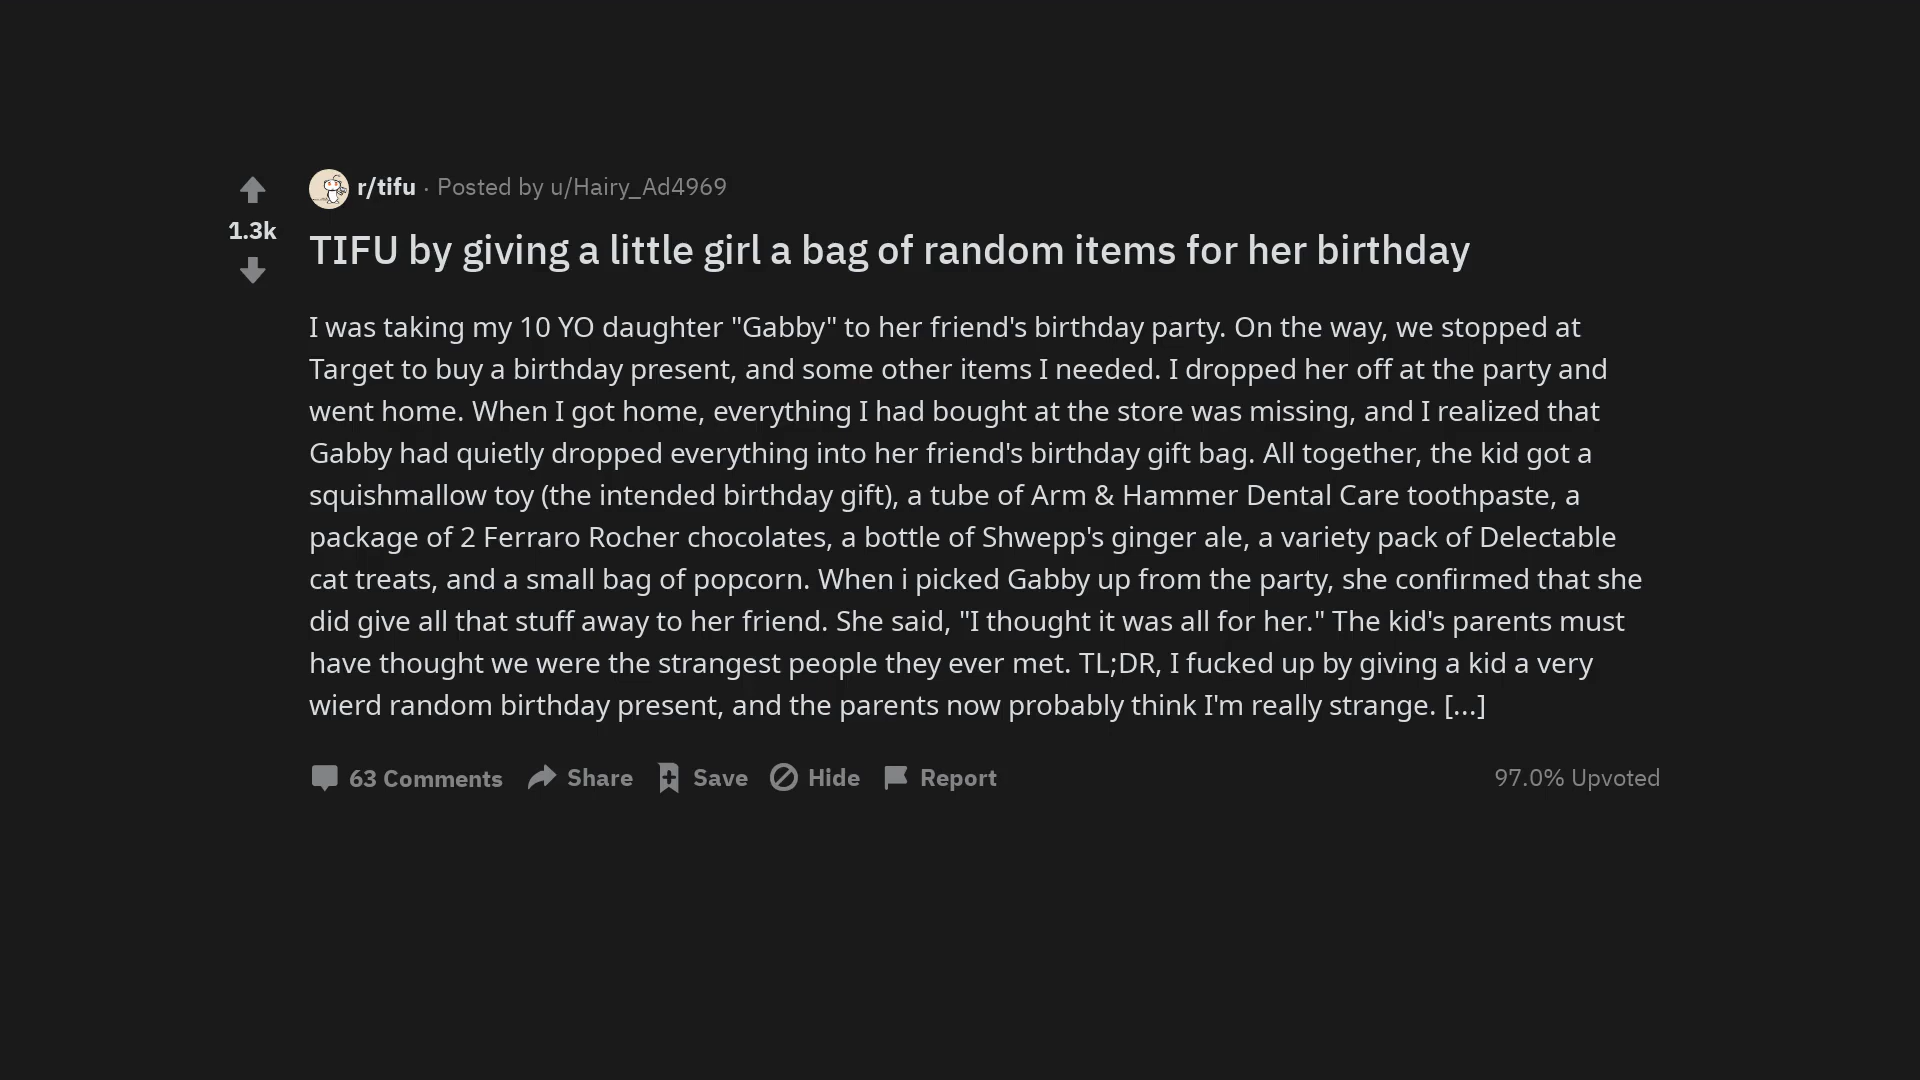 r/tifu · Posted by u/Hairy_Ad4969
1.3k
TIFU by giving a little girl a bag of random items for her birthday
I was taking my 10 YO daughter "Gabby" to her friend's birthday party. On the way, we stopped at
Target to buy a birthday present, and some other items I needed. I dropped her off at the party and
went home. When I got home, everything I had bought at the store was missing, and I realized that
Gabby had quietly dropped everything into her friend's birthday gift bag. All together, the kid got a
squishmallow toy (the intended birthday gift), a tube of Arm & Hammer Dental Care toothpaste, a
package of 2 Ferraro Rocher chocolates, a bottle of Shwepp's ginger ale, a variety pack of Delectable
cat treats, and a small bag of popcorn. When i picked Gabby up from the party, she confirmed that she
did give all that stuff away to her friend. She said, "I thought it was all for her." The kid's parents must
have thought we were the strangest people they ever met. TL;DR, I fucked up by giving a kid a very
wierd random birthday present, and the parents now probably think I'm really strange. [...]
63 Comments Share Save Hide Report 97.0% Upvoted